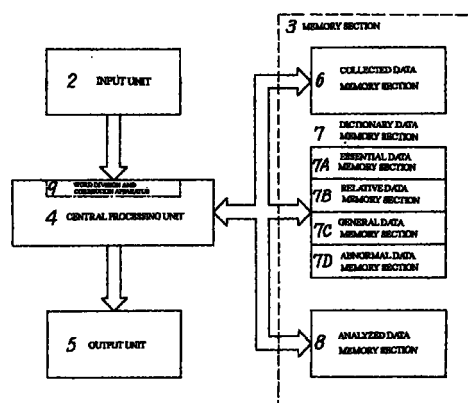 3 MEMORY SECTION
2 INPUT UNIT
6 COLLECTED DATA
MEMORY SECTION
7 DICTIONARY DATA
MEMORY SECTION
7A ESSENTIAL DATA
MEMORY SECTION
7B RELATIVE DATA
MEMORY SECTION
7C GENERAL DATA
MEMORY SECTION
7D ABNORMAL DATA
MEMORY SECTION
9 WORD DIVISION AND
APPARATUS
4 CENTRAL PROCESSING UNIT
5 OUTPUT UNIT
8 ANALYZED DATA
MEMORY SECTION